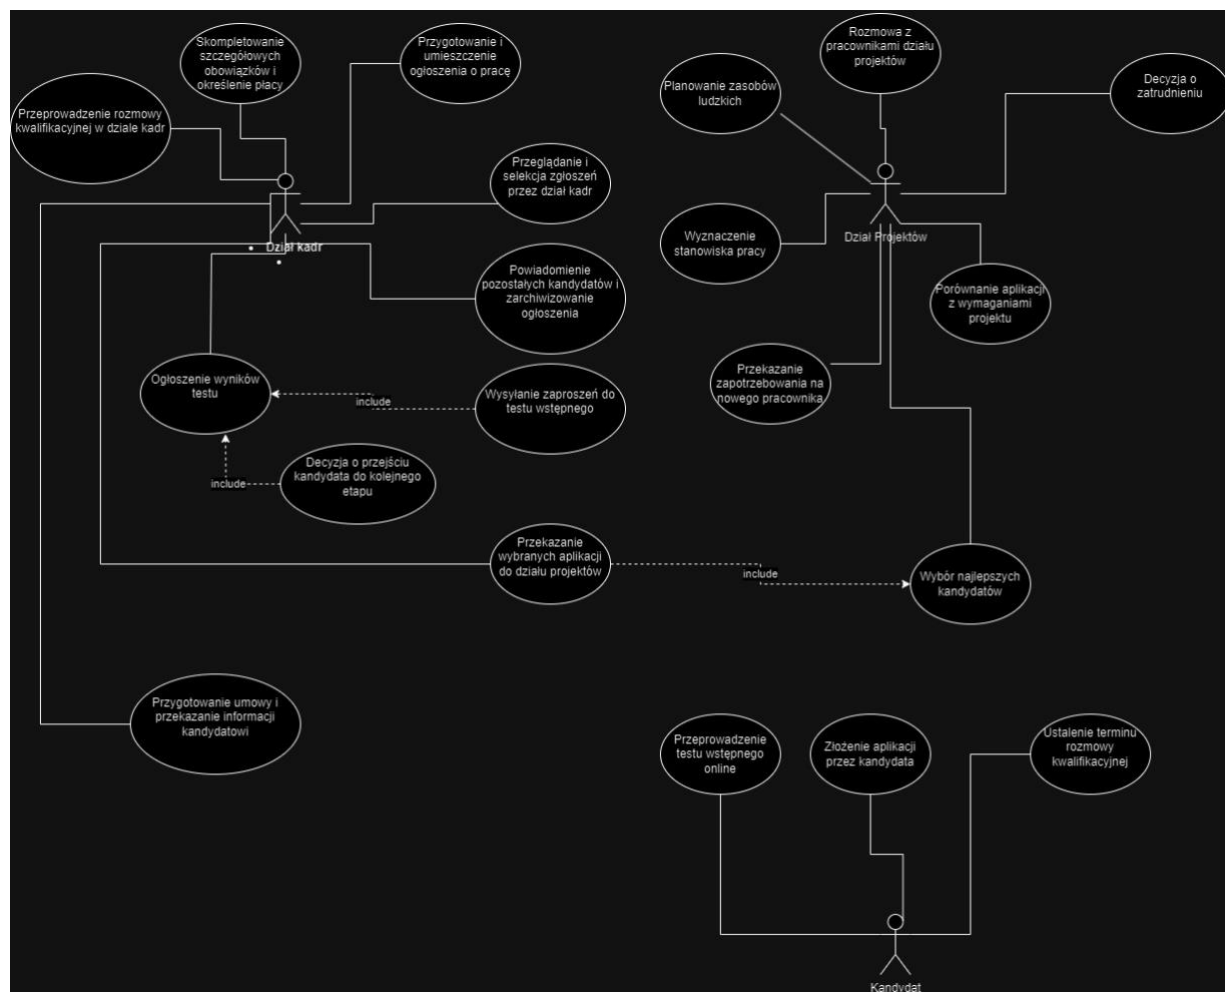 Skompletowanie
szczegółowych
obowiązków i
określenie płacy
Przygotowanie i
umieszczenie
ogłoszenia o pracę
Przeprowadzenie rozmowy
kwalifikacyjnej w dziale kadr
Przeglądanie i
selekcja zgłoszeń
przez dział kadr
Dział kadr
Powiadomienie
pozostałych kandydatów i
zarchiwizowanie
ogłoszenia
Ogłoszenie wyników
testu
include
Wysyłanie zaproszeń do
testu wstępnego
include
Decyzja o przejściu
kandydata do kolejnego
etapu
Przekazanie
wybranych aplikacji
do działu projektów
include
Przygotowanie umowy i
przekazanie informacji
kandydatowi
Rozmowa z
pracownikami działu
projektów
Planowanie zasobów
ludzkich
Decyzja o
zatrudnieniu
Wyznaczenie
stanowiska pracy
Dział Projektów
Porównanie aplikacji
z wymaganiami
projektu
Przekazanie
zapotrzebowania na
nowego pracownika
Wybór najlepszych
kandydatów
Przeprowadzenie
testu wstępnego
online
Złożenie aplikacji
przez kandydata
Ustalenie terminu
rozmowy
kwalifikacyjnej
Kandydat